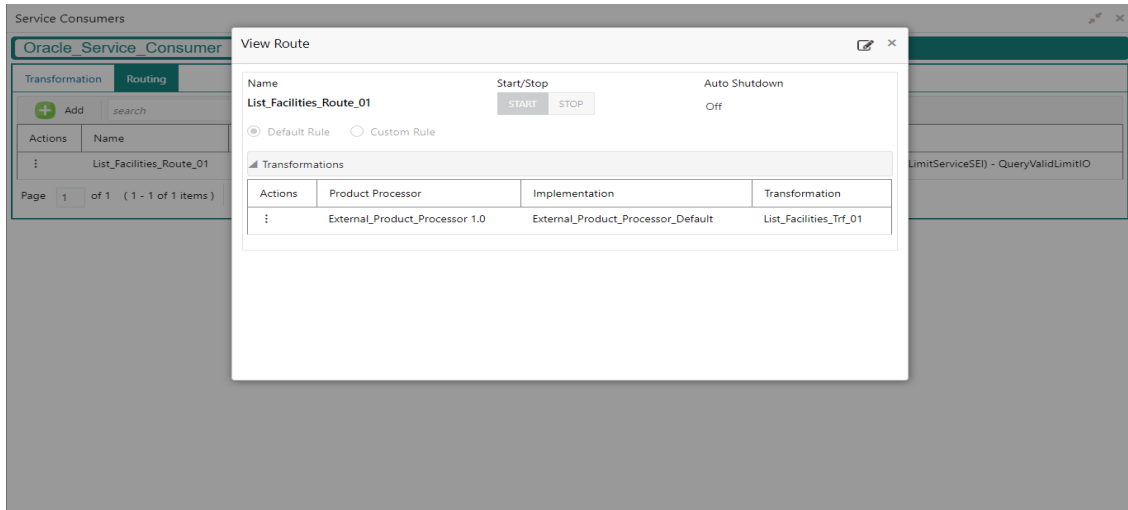 Service Consumers
Oracle_Service_Consumer
Transformation Routing
Add search
Actions Name
List_Facilities_Route_01 LimitServiceSEI) - QueryValidLimitIO
Page 1 of 1 ( 1 - 1 of 1 items )
View Route
Name Start/Stop Auto Shutdown
List_Facilities_Route_01 START STOP Off
Default Rule Custom Rule
Transformations
Actions Product Processor Implementation Transformation
External_Product_Processor 1.0 External_Product_Processor_Default List_Facilities_Trf_01